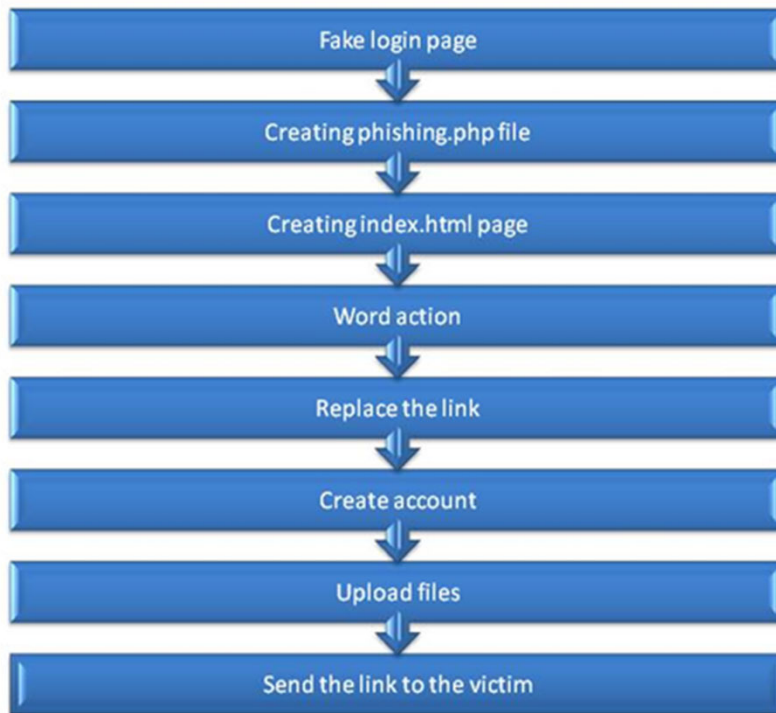 Fake login page
Creating phishing.php file
Creating index.html page
Word action
Replace the link
Create account
Upload files
Send the link to the victim